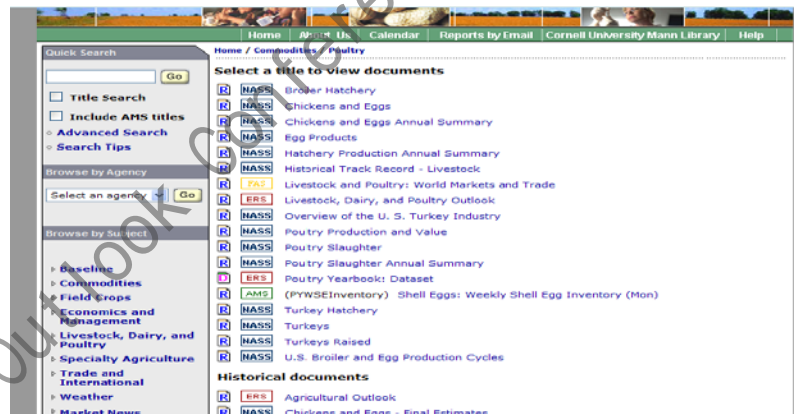 Home About Us Calendar Reports by Email Cornell University Mann Library Help
Quick Search
Go
Title Search
Include AMS titles
Advanced Search
Search Tips
Browse by Agency
Select an agency Go
Browse by Subject
Baseline
Commodities
Field Crops
Economics and
Management
Livestock, Dairy, and
Poultry
Specialty Agriculture
Trade and
International
Weather
Market News
Home / Commodities / Poultry
Select a title to view documents
R NASS Broiler Hatchery
R NASS Chickens and Eggs
R NASS Chickens and Eggs Annual Summary
R NASS Egg Products
R NASS Hatchery Production Annual Summary
R NASS Historical Track Record - Livestock
R FAS Livestock and Poultry: World Markets and Trade
R ERS Livestock, Dairy, and Poultry Outlook
R NASS Overview of the U. S. Turkey Industry
R NASS Poultry Production and Value
R NASS Poultry Slaughter
R NASS Poultry Slaughter Annual Summary
D ERS Poultry Yearbook: Dataset
R AMS (PYWSEInventory) Shell Eggs: Weekly Shell Egg Inventory (Mon)
R NASS Turkey Hatchery
R NASS Turkeys
R NASS Turkeys Raised
R NASS U.S. Broiler and Egg Production Cycles
Historical documents
R ERS Agricultural Outlook
R NASS Chickens and Eggs - Final Estimates
Outlook Confere